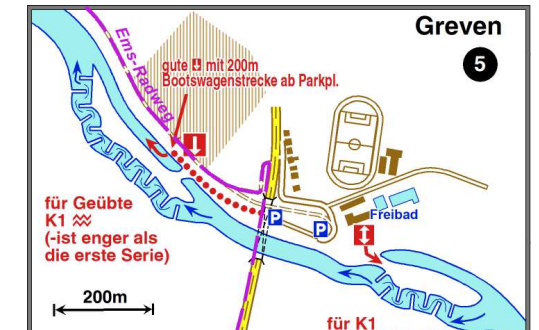 Greven
5
Ems-Radweg
gute mit 200m
Bootswagenstrecke ab Parkpl.
P
P
Freibad
für Geübte
K1
(-ist enger als
die erste Serie)
200m
für K1